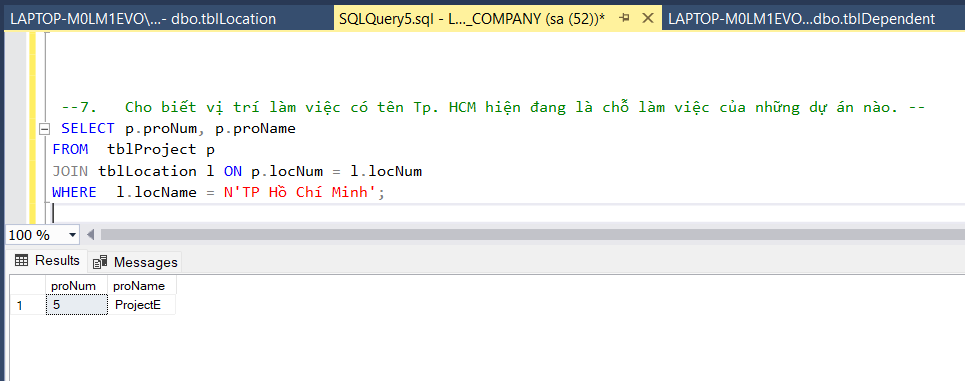 LAPTOP-M0LM1EVO\...- dbo.tblLocation SQLQuery5.sql - L..._COMPANY (sa (52))* LAPTOP-M0LM1EVO...dbo.tblDependent
--7. Cho biết vị trí làm việc có tên Tp. HCM hiện đang là chỗ làm việc của những dự án nào. --
SELECT p.proNum, p.proName
FROM tblProject p
JOIN tblLocation l ON p.locNum = l.locNum
WHERE l.locName = N'TP Hồ Chí Minh';
100 %
Results Messages
proNum proName
1 5 ProjectE